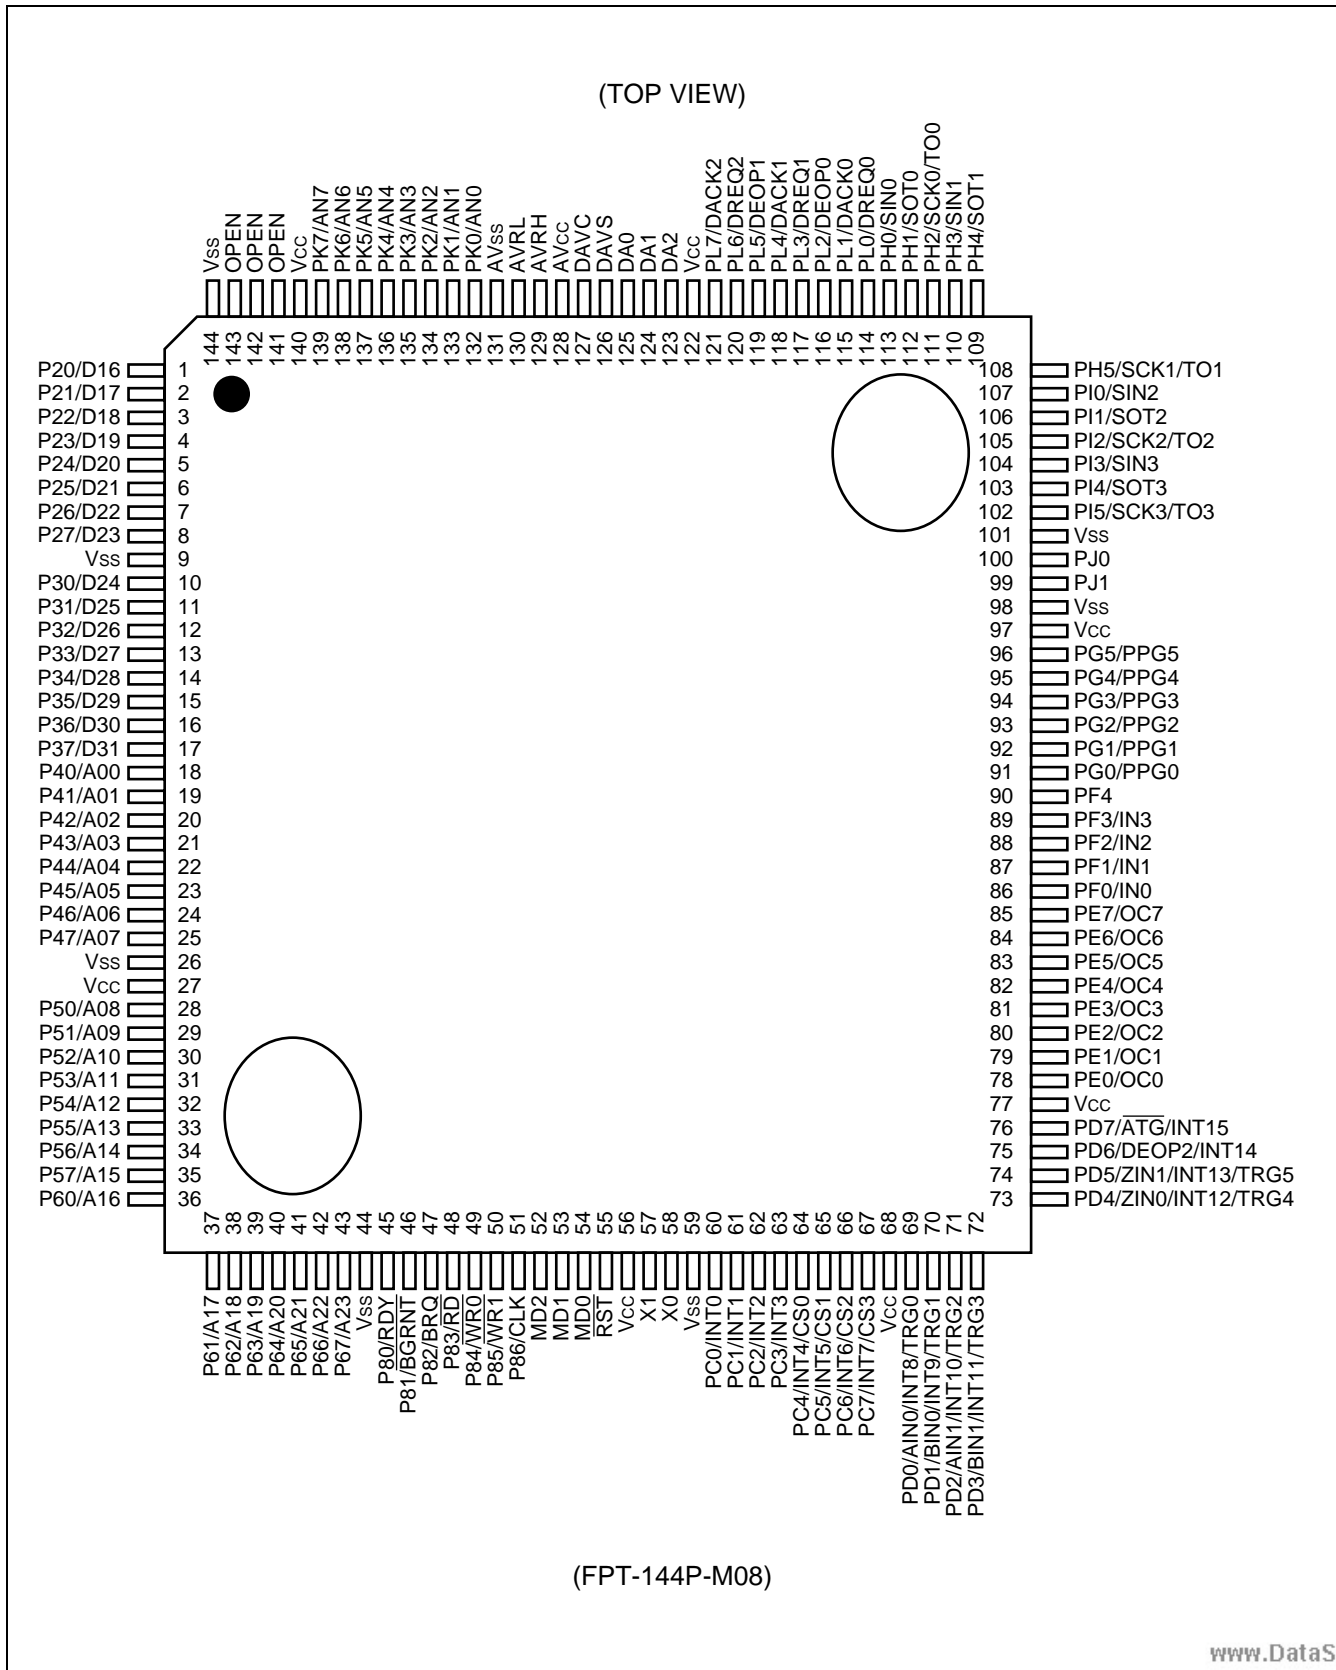 (TOP VIEW)
VSS
OPEN
OPEN
OPEN
VCC
PK7/AN7
PK6/AN6
PK5/AN5
PK4/AN4
PK3/AN3
PK2/AN2
PK1/AN1
PK0/AN0
AVSS
AVRL
AVRH
AVCC
DAVC
DAVS
DA0
DA1
DA2
VCC
PL7/DACK2
PL6/DREQ2
PL5/DEOP1
PL4/DACK1
PL3/DREQ1
PL2/DEOP0
PL1/DACK0
PL0/DREQ0
PH0/SIN0
PH1/SOT0
PH2/SCK0/TO0
PH3/SIN1
PH4/SOT1
144
143
142
141
140
139
138
137
136
135
134
133
132
131
130
129
128
127
126
125
124
123
122
121
120
119
118
117
116
115
114
113
112
111
110
109
P20/D16 1
P21/D17 2
P22/D18 3
P23/D19 4
P24/D20 5
P25/D21 6
P26/D22 7
P27/D23 8
VSS 9
P30/D24 10
P31/D25 11
P32/D26 12
P33/D27 13
P34/D28 14
P35/D29 15
P36/D30 16
P37/D31 17
P40/A00 18
P41/A01 19
P42/A02 20
P43/A03 21
P44/A04 22
P45/A05 23
P46/A06 24
P47/A07 25
VSS 26
VCC 27
P50/A08 28
P51/A09 29
P52/A10 30
P53/A11 31
P54/A12 32
P55/A13 33
P56/A14 34
P57/A15 35
P60/A16 36
108 PH5/SCK1/TO1
107 PI0/SIN2
106 PI1/SOT2
105 PI2/SCK2/TO2
104 PI3/SIN3
103 PI4/SOT3
102 PI5/SCK3/TO3
101 VSS
100 PJ0
99 PJ1
98 VSS
97 VCC
96 PG5/PPG5
95 PG4/PPG4
94 PG3/PPG3
93 PG2/PPG2
92 PG1/PPG1
91 PG0/PPG0
90 PF4
89 PF3/IN3
88 PF2/IN2
87 PF1/IN1
86 PF0/IN0
85 PE7/OC7
84 PE6/OC6
83 PE5/OC5
82 PE4/OC4
81 PE3/OC3
80 PE2/OC2
79 PE1/OC1
78 PE0/OC0
77 VCC
76 PD7/ATG/INT15
75 PD6/DEOP2/INT14
74 PD5/ZIN1/INT13/TRG5
73 PD4/ZIN0/INT12/TRG4
37
38
39
40
41
42
43
44
45
46
47
48
49
50
51
52
53
54
55
56
57
58
59
60
61
62
63
64
65
66
67
68
69
70
71
72
P61/A17
P62/A18
P63/A19
P64/A20
P65/A21
P66/A22
P67/A23
VSS
P80/RDY
P81/BGRNT
P82/BRQ
P83/RD
P84/WR0
P85/WR1
P86/CLK
MD2
MD1
MD0
RST
VCC
X1
X0
VSS
PC0/INT0
PC1/INT1
PC2/INT2
PC3/INT3
PC4/INT4/CS0
PC5/INT5/CS1
PC6/INT6/CS2
PC7/INT7/CS3
VCC
PD0/AIN0/INT8/TRG0
PD1/BIN0/INT9/TRG1
PD2/AIN1/INT10/TRG2
PD3/BIN1/INT11/TRG3
(FPT-144P-M08)
www.DataS